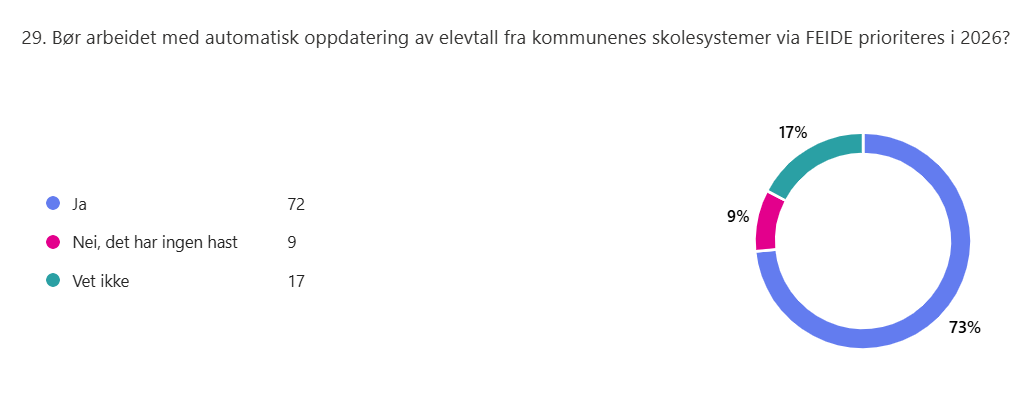 29. Bør arbeidet med automatisk oppdatering av elevtall fra kommunenes skolesystemer via FEIDE prioriteres i 2026?
Ja 72
Nei, det har ingen hast 9
Vet ikke 17
17%
9%
73%